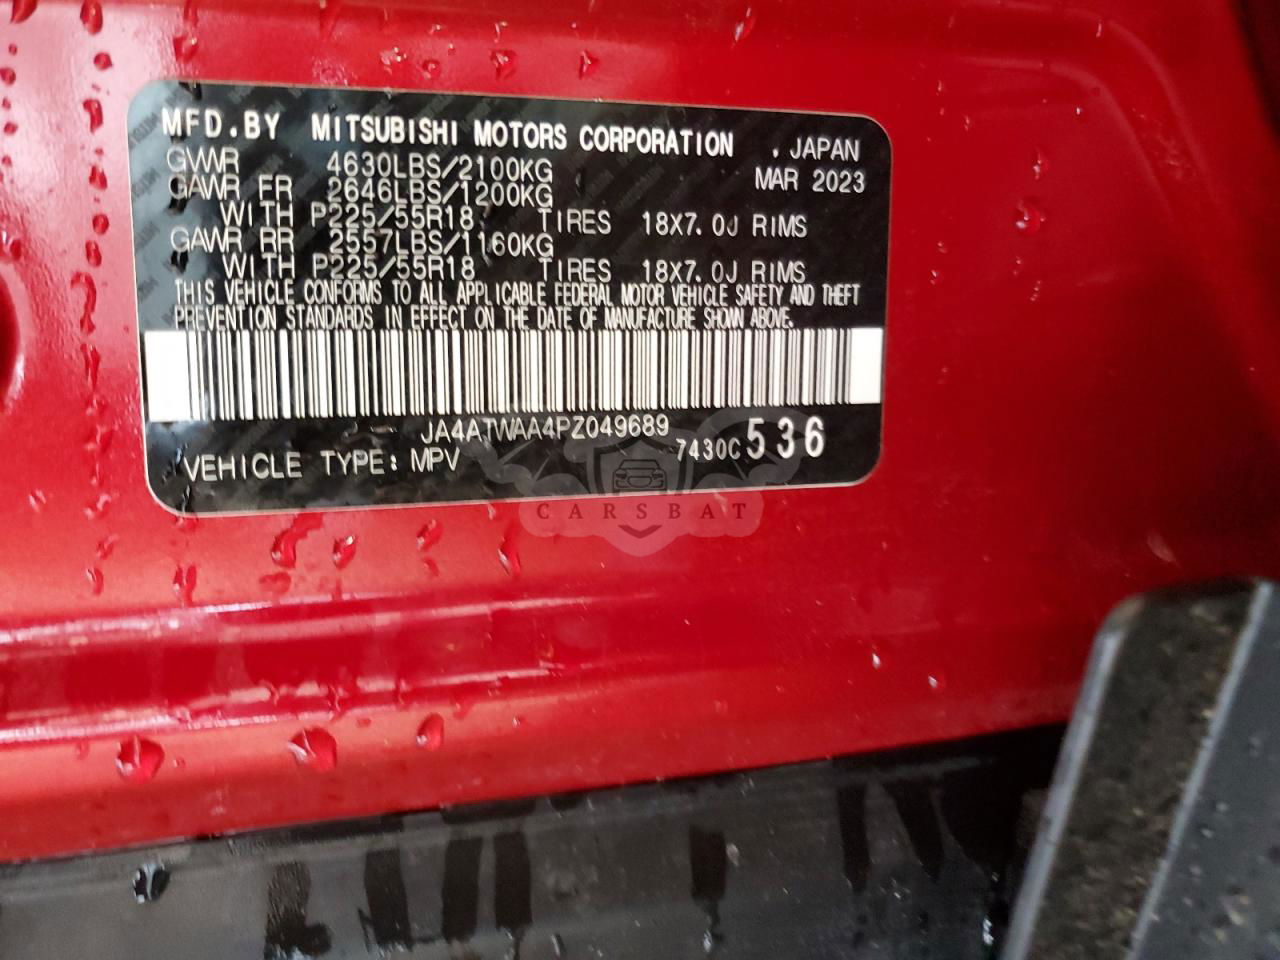 MFD.BY MITSUBISHI MOTORS CORPORATION , JAPAN
GVWR 4630LBS/2100KG MAR 2023
GAWR FR 2646LBS/1200KG
WITH P225/55R18 TIRES 18X7.0J RIMS
GAWR RR 2557LBS/1160KG
WITH P225/55R18 TIRES 18X7.0J RIMS
THIS VEHICLE CONFORMS TO ALL APPLICABLE FEDERAL MOTOR VEHICLE SAFETY AND THEFT
PREVENTION STANDARDS IN EFFECT ON THE DATE OF MANUFACTURE SHOWN ABOVE.
JA4ATWAA4PZ049689
7430C 536
VEHICLE TYPE: MPV
CARSBAT